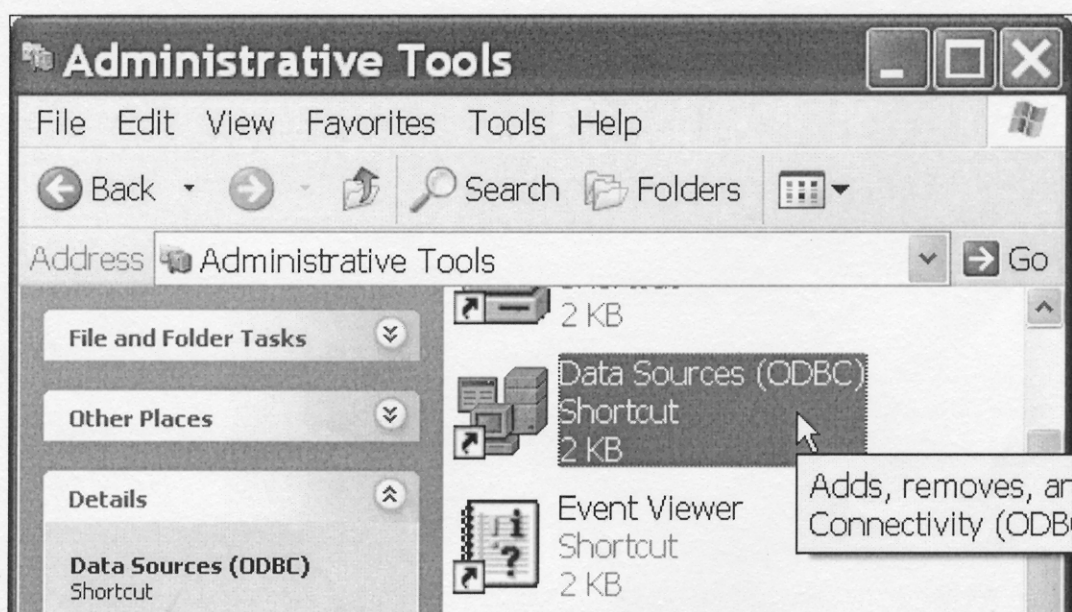 Administrative Tools
File Edit View Favorites Tools Help
Back Search Folders
Address Administrative Tools Go
2 KB
File and Folder Tasks
Data Sources (ODBC)
Shortcut
2 KB
Other Places
Details
Data Sources (ODBC)
Shortcut
Event Viewer
Shortcut
2 KB
Adds, removes, an
Connectivity (ODBC